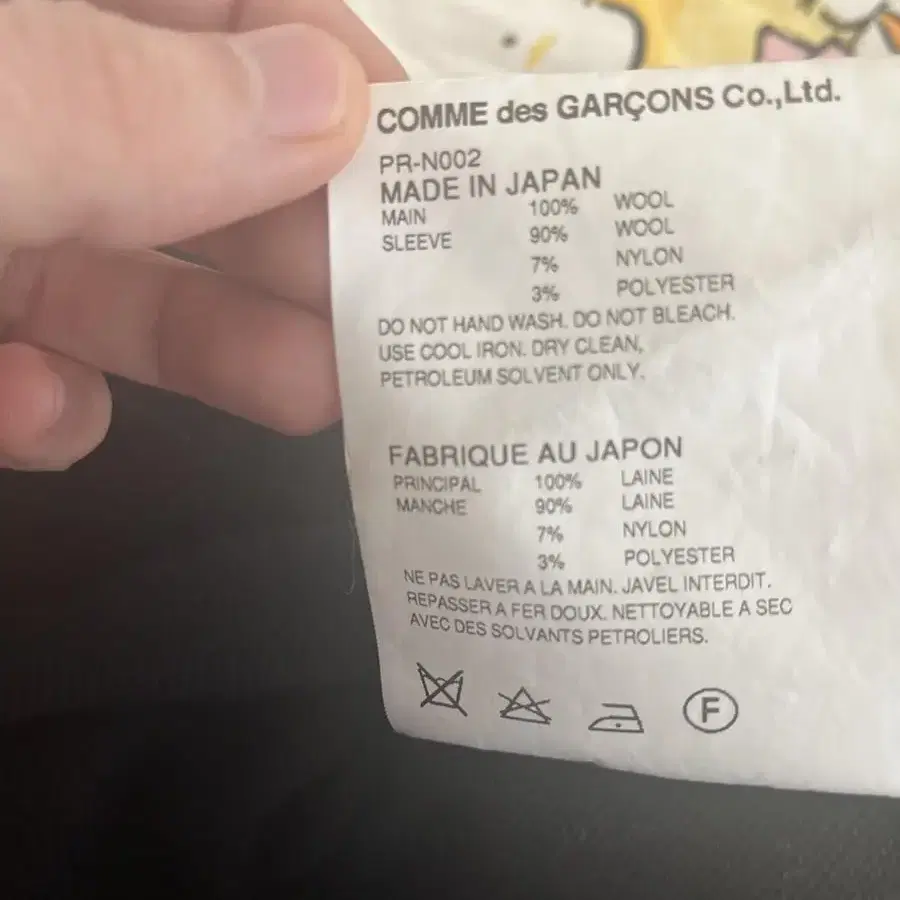 COMME des GARÇONS Co.,Ltd.
PR-N002
MADE IN JAPAN
MAIN 100% WOOL
SLEEVE 90% WOOL
7% NYLON
3% POLYESTER
DO NOT HAND WASH. DO NOT BLEACH.
USE COOL IRON. DRY CLEAN,
PETROLEUM SOLVENT ONLY.
FABRIQUE AU JAPON
PRINCIPAL 100% LAINE
MANCHE 90% LAINE
7% NYLON
3% POLYESTER
NE PAS LAVER A LA MAIN. JAVEL INTERDIT.
REPASSER A FER DOUX. NETTOYABLE A SEC
AVEC DES SOLVANTS PETROLIERS.
F